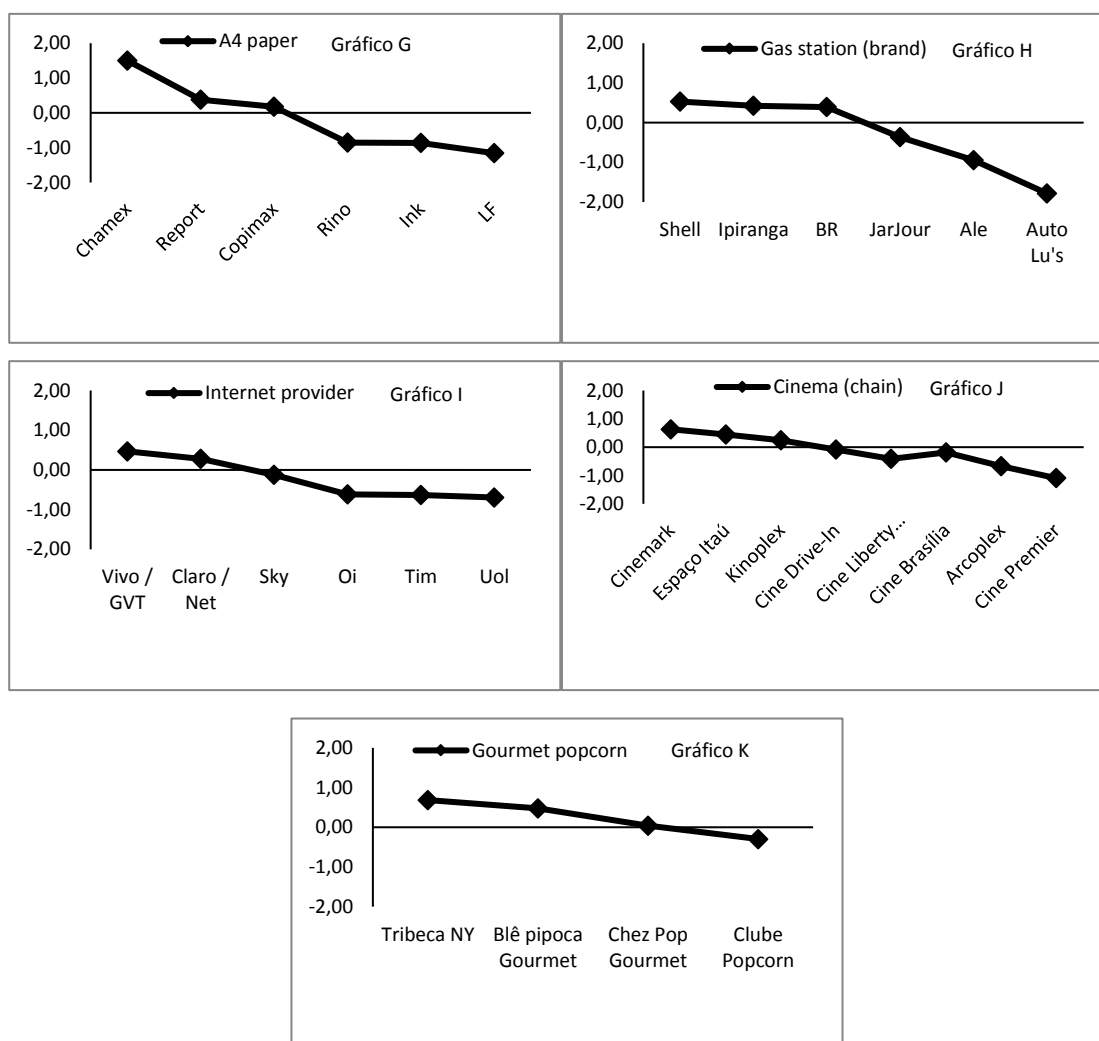 A4 paper Gráfico G
2,00
1,00
0,00
-1,00
-2,00
Chamex
Report
Copimax
Rino
Ink
LF
Gas station (brand) Gráfico H
2,00
1,00
0,00
-1,00
-2,00
Shell Ipiranga BR JarJour Ale Auto
Lu's
Internet provider Gráfico I
2,00
1,00
0,00
-1,00
-2,00
Vivo / Claro / Sky Oi Tim Uol
GVT Net
Cinema (chain) Gráfico J
2,00
1,00
0,00
-1,00
-2,00
Cinemark
Espaço Itaú
Kinoplex
Cine Drive-In
Cine Liberty...
Cine Brasília
Arcoplex
Cine Premier
Gourmet popcorn Gráfico K
2,00
1,00
0,00
-1,00
-2,00
Tribeca NY Blê pipoca Chez Pop Clube
Gourmet Gourmet Popcorn